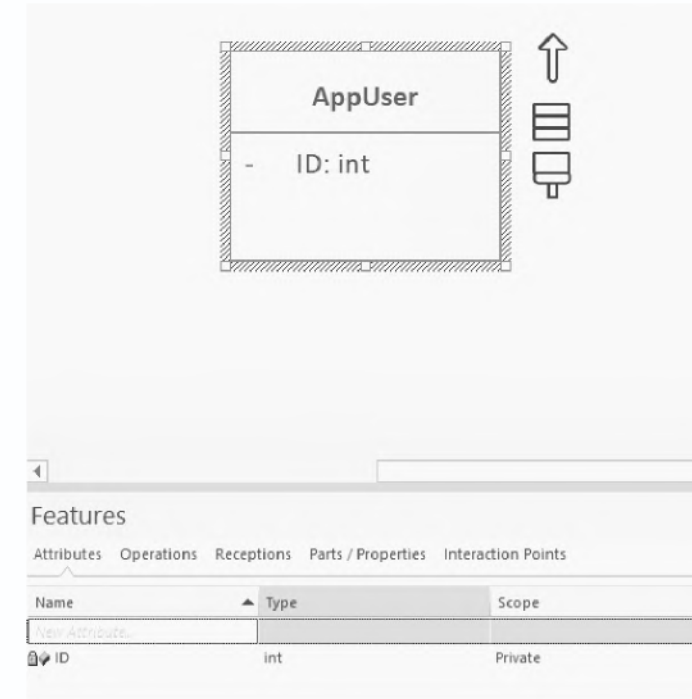 AppUser
- ID: int
Features
Attributes Operations Receptions Parts / Properties Interaction Points
Name Type Scope
New Attribute...
ID int Private